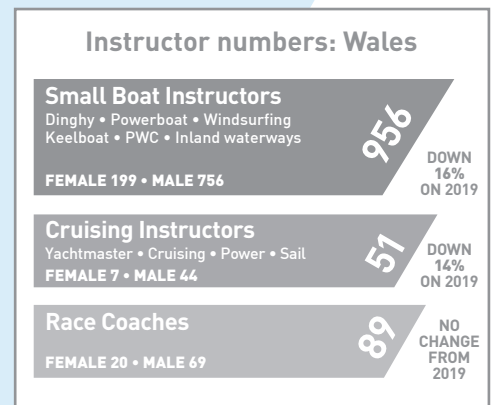 Instructor numbers: Wales
Small Boat Instructors
Dinghy • Powerboat • Windsurfing
Keelboat • PWC • Inland waterways
FEMALE 199 • MALE 756
956
DOWN
16%
ON 2019
Cruising Instructors
Yachtmaster • Cruising • Power • Sail
FEMALE 7 • MALE 44
51
DOWN
14%
ON 2019
Race Coaches
FEMALE 20 • MALE 69
89
NO
CHANGE
FROM
2019